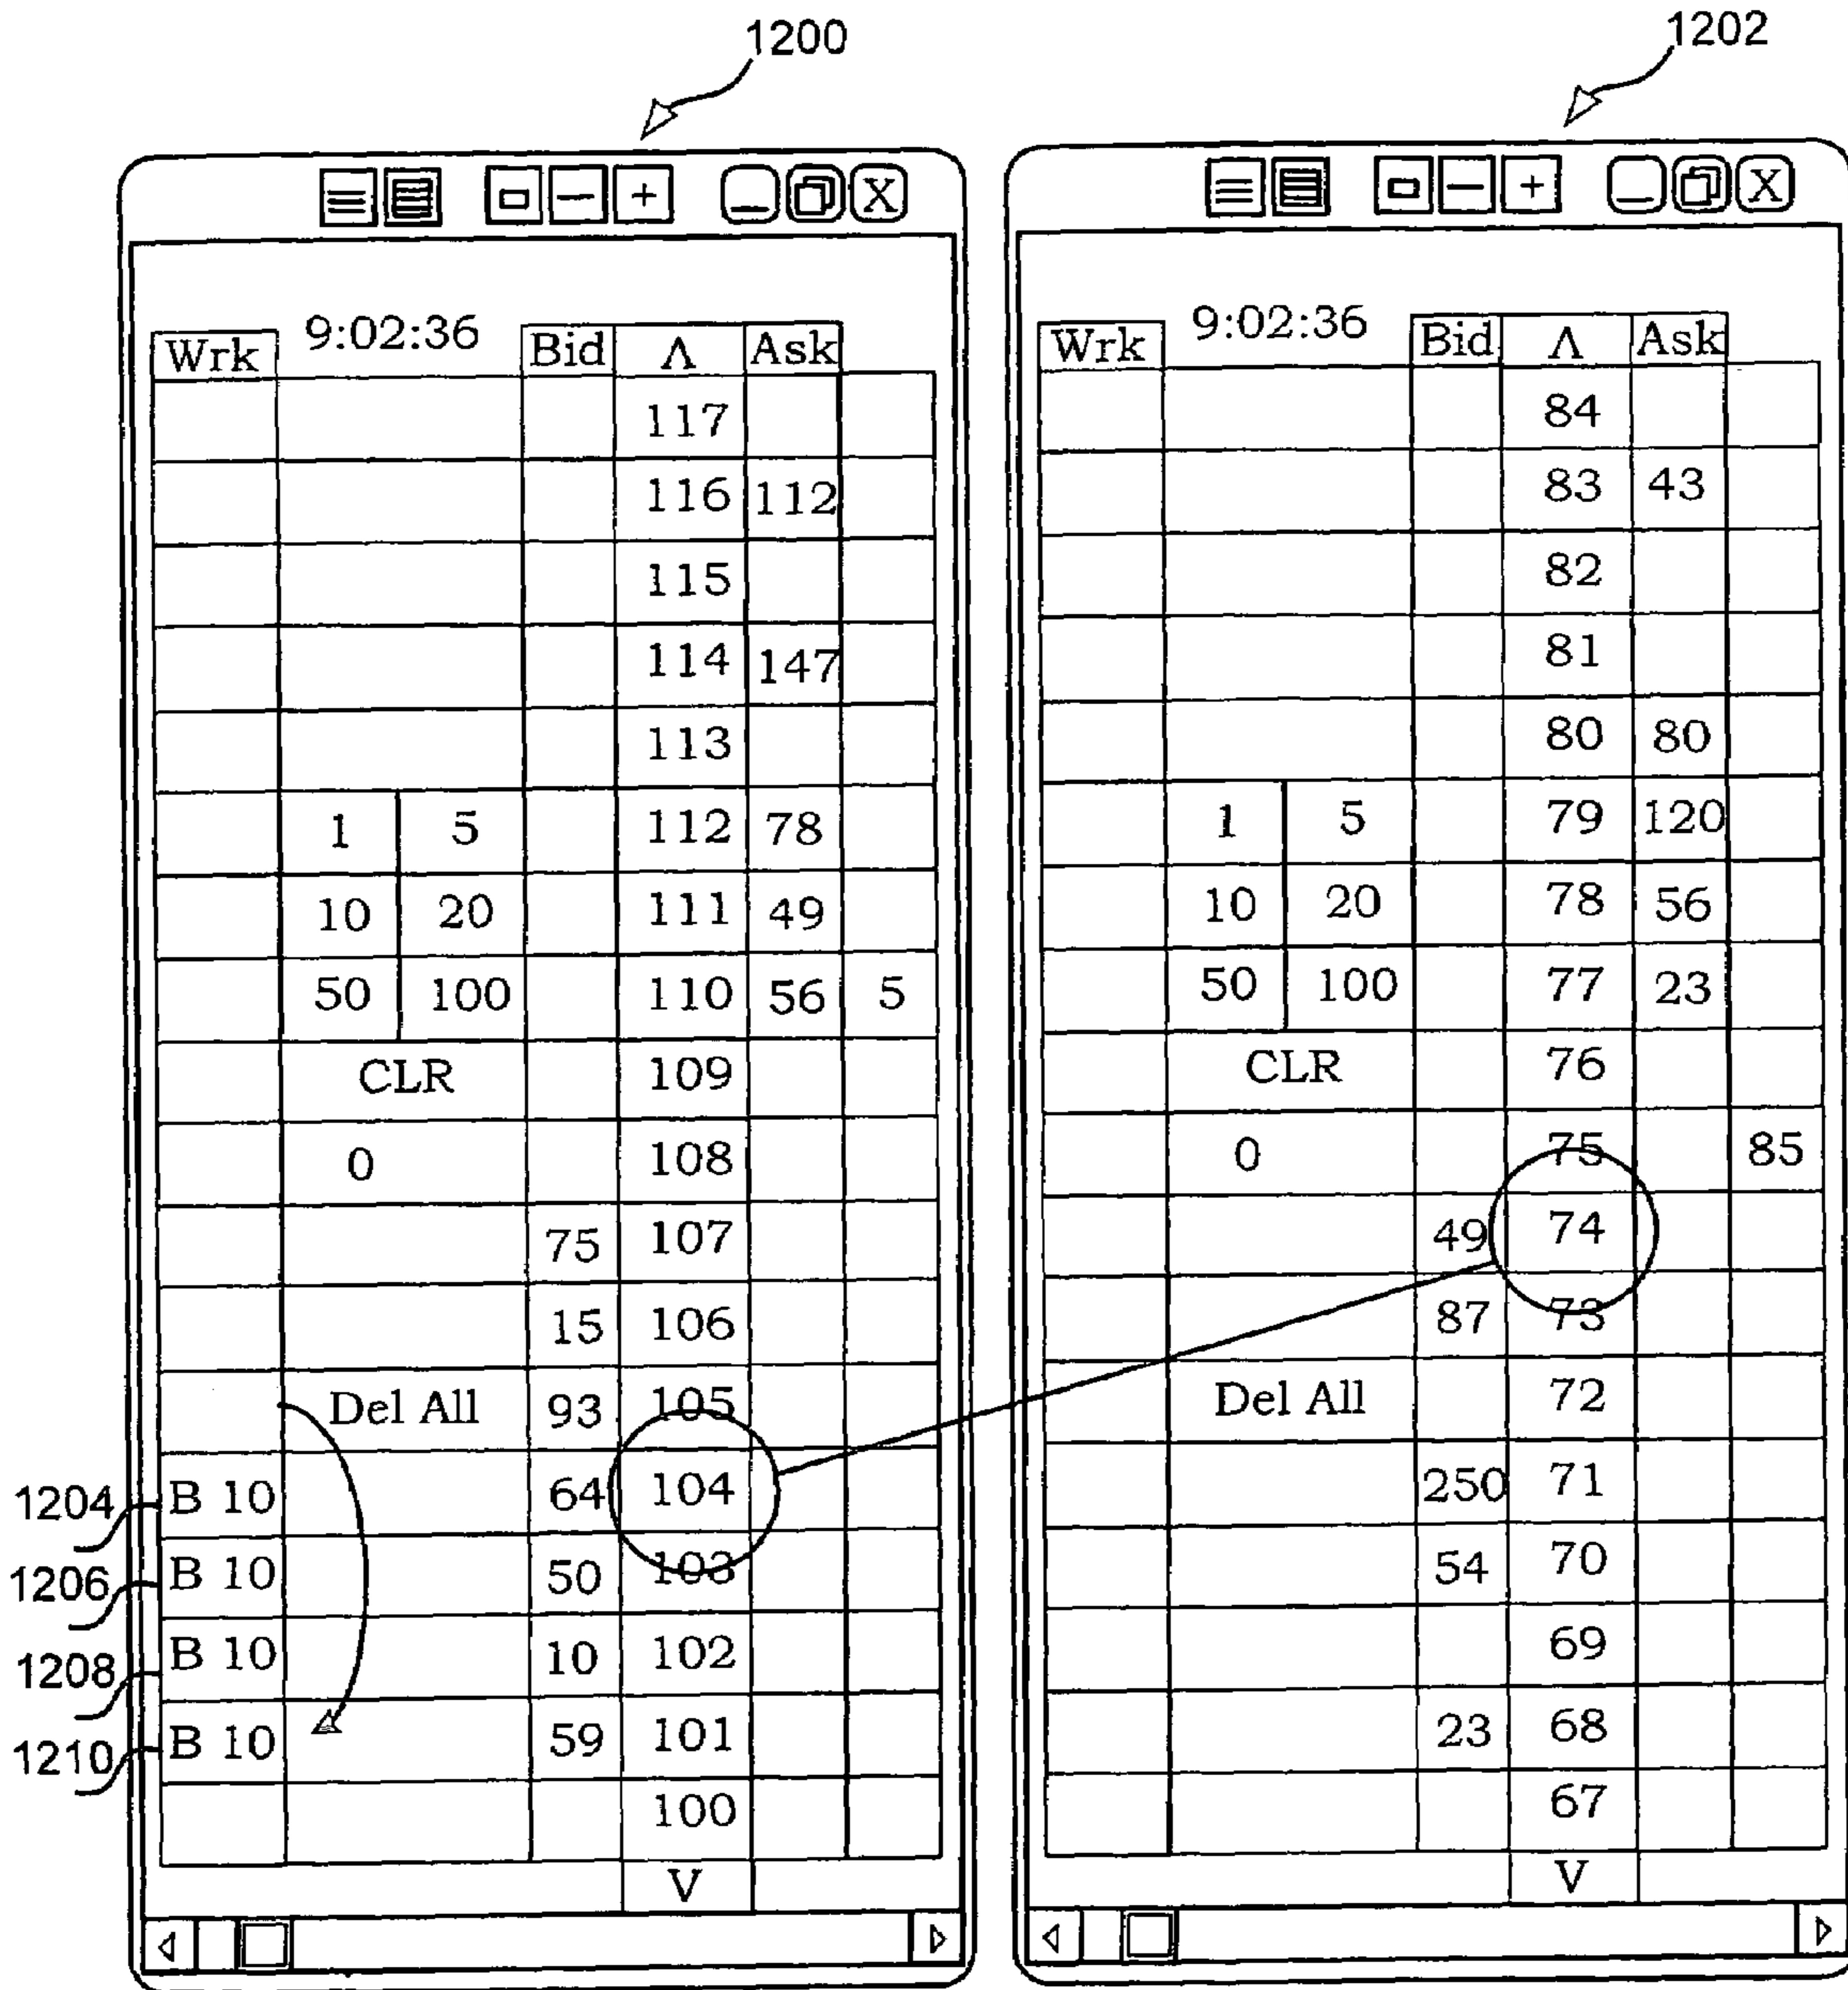 1200
1202
X
X
Wrk 9:02:36 Bid Λ Ask
117
116 112
115
114 147
113
1 5 112 78
10 20 111 49
50 100 110 56 5
CLR 109
0 108
75 107
15 106
Del All 93 105
1204 B 10 64 104
1206 B 10 50 103
1208 B 10 10 102
1210 B 10 59 101
100
V
Wrk 9:02:36 Bid Λ Ask
84
83 43
82
81
80 80
1 5 79 120
10 20 78 56
50 100 77 23
CLR 76
0 75 85
49 74
87 73
Del All 72
250 71
54 70
69
23 68
67
V